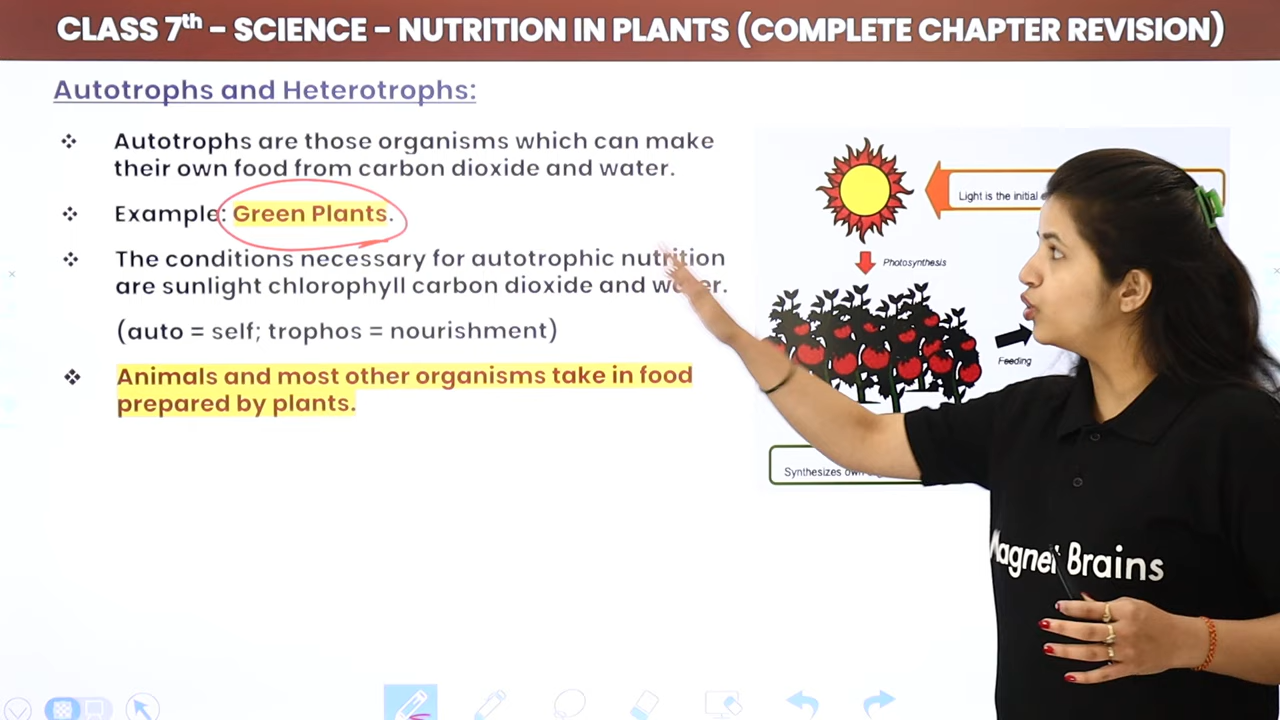 CLASS 7th – SCIENCE – NUTRITION IN PLANTS (COMPLETE CHAPTER REVISION)
Autotrophs and Heterotrophs:
Autotrophs are those organisms which can make
their own food from carbon dioxide and water.
Example: Green Plants.
The conditions necessary for autotrophic nutrition
are sunlight chlorophyll carbon dioxide and water.
(auto = self; trophos = nourishment)
Animals and most other organisms take in food
prepared by plants.
Light is the initial
Photosynthesis
Feeding
Synthesizes own
Magnet Brains